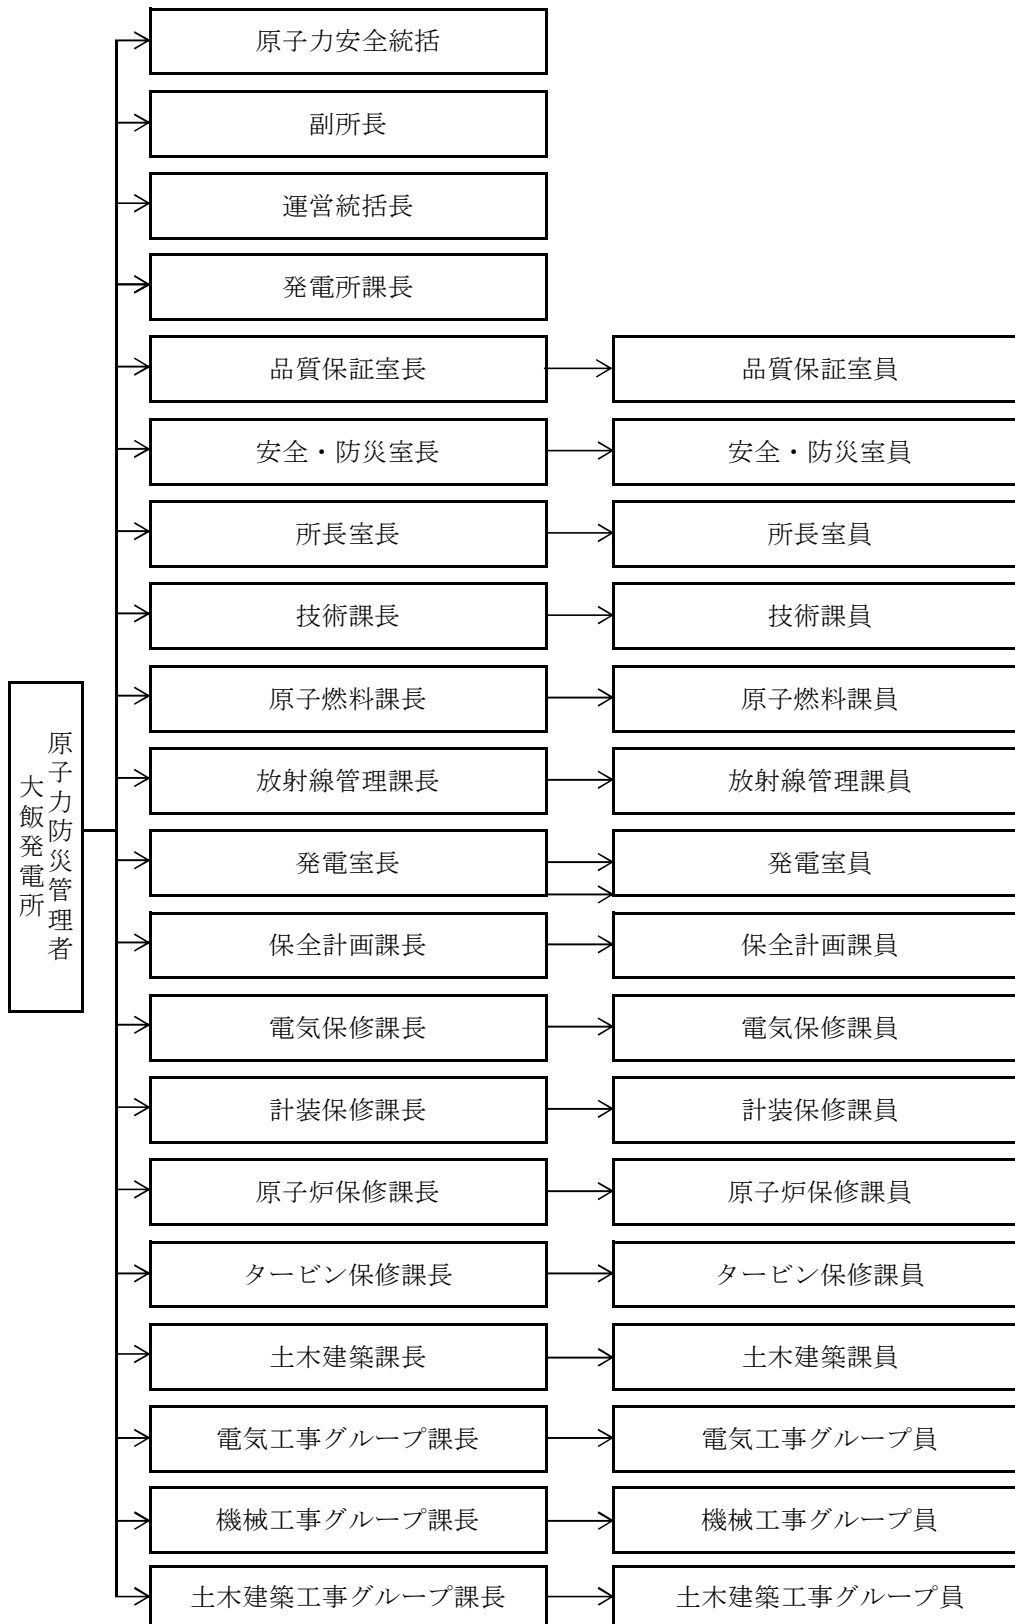 原子力安全統括
副所長
運営統括長
発電所課長
品質保証室長
品質保証室員
安全・防災室長
安全・防災室員
所長室長
所長室員
技術課長
技術課員
原子燃料課長
原子燃料課員
放射線管理課長
放射線管理課員
大飯発電所
原子力防災管理者
発電室長
発電室員
保全計画課長
保全計画課員
電気保修課長
電気保修課員
計装保修課長
計装保修課員
原子炉保修課長
原子炉保修課員
タービン保修課長
タービン保修課員
土木建築課長
土木建築課員
電気工事グループ課長
電気工事グループ員
機械工事グループ課長
機械工事グループ員
土木建築工事グループ課長
土木建築工事グループ員